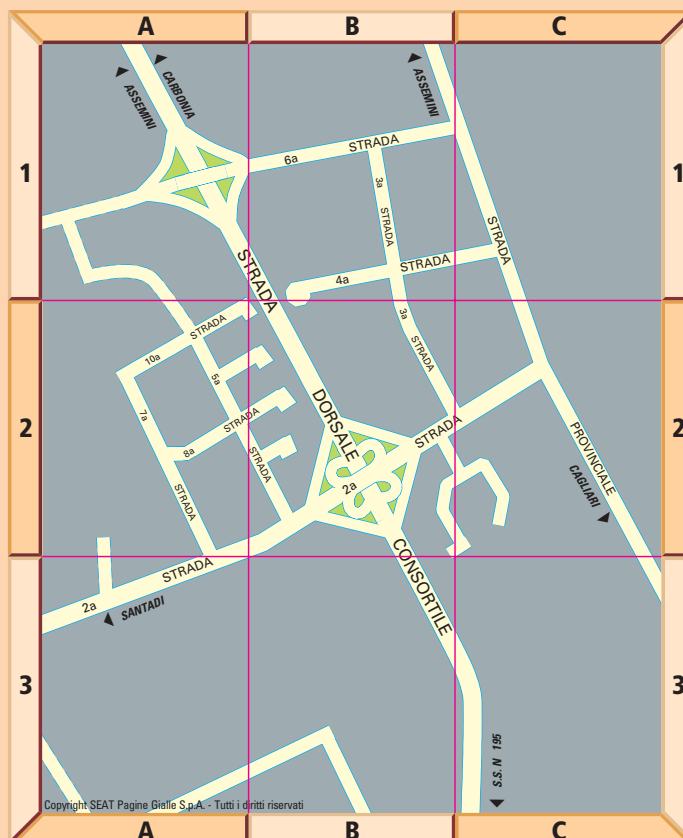 A
B
C
1
1
2
2
3
3
CARBONIA
ASSEMINI
ASSEMINI
6a
STRADA
3a
STRADA
STRADA
4a
STRADA
STRADA
3a
STRADA
10a
STRADA
5a
7a
8a
STRADA
STRADA
STRADA
DORSALE
2a
STRADA
PROVINCIALE
CAGLIARI
CONSORTILE
2a
STRADA
SANTADI
S.S. N 195
Copyright SEAT Pagine Gialle S.p.A. - Tutti i diritti riservati
A
B
C